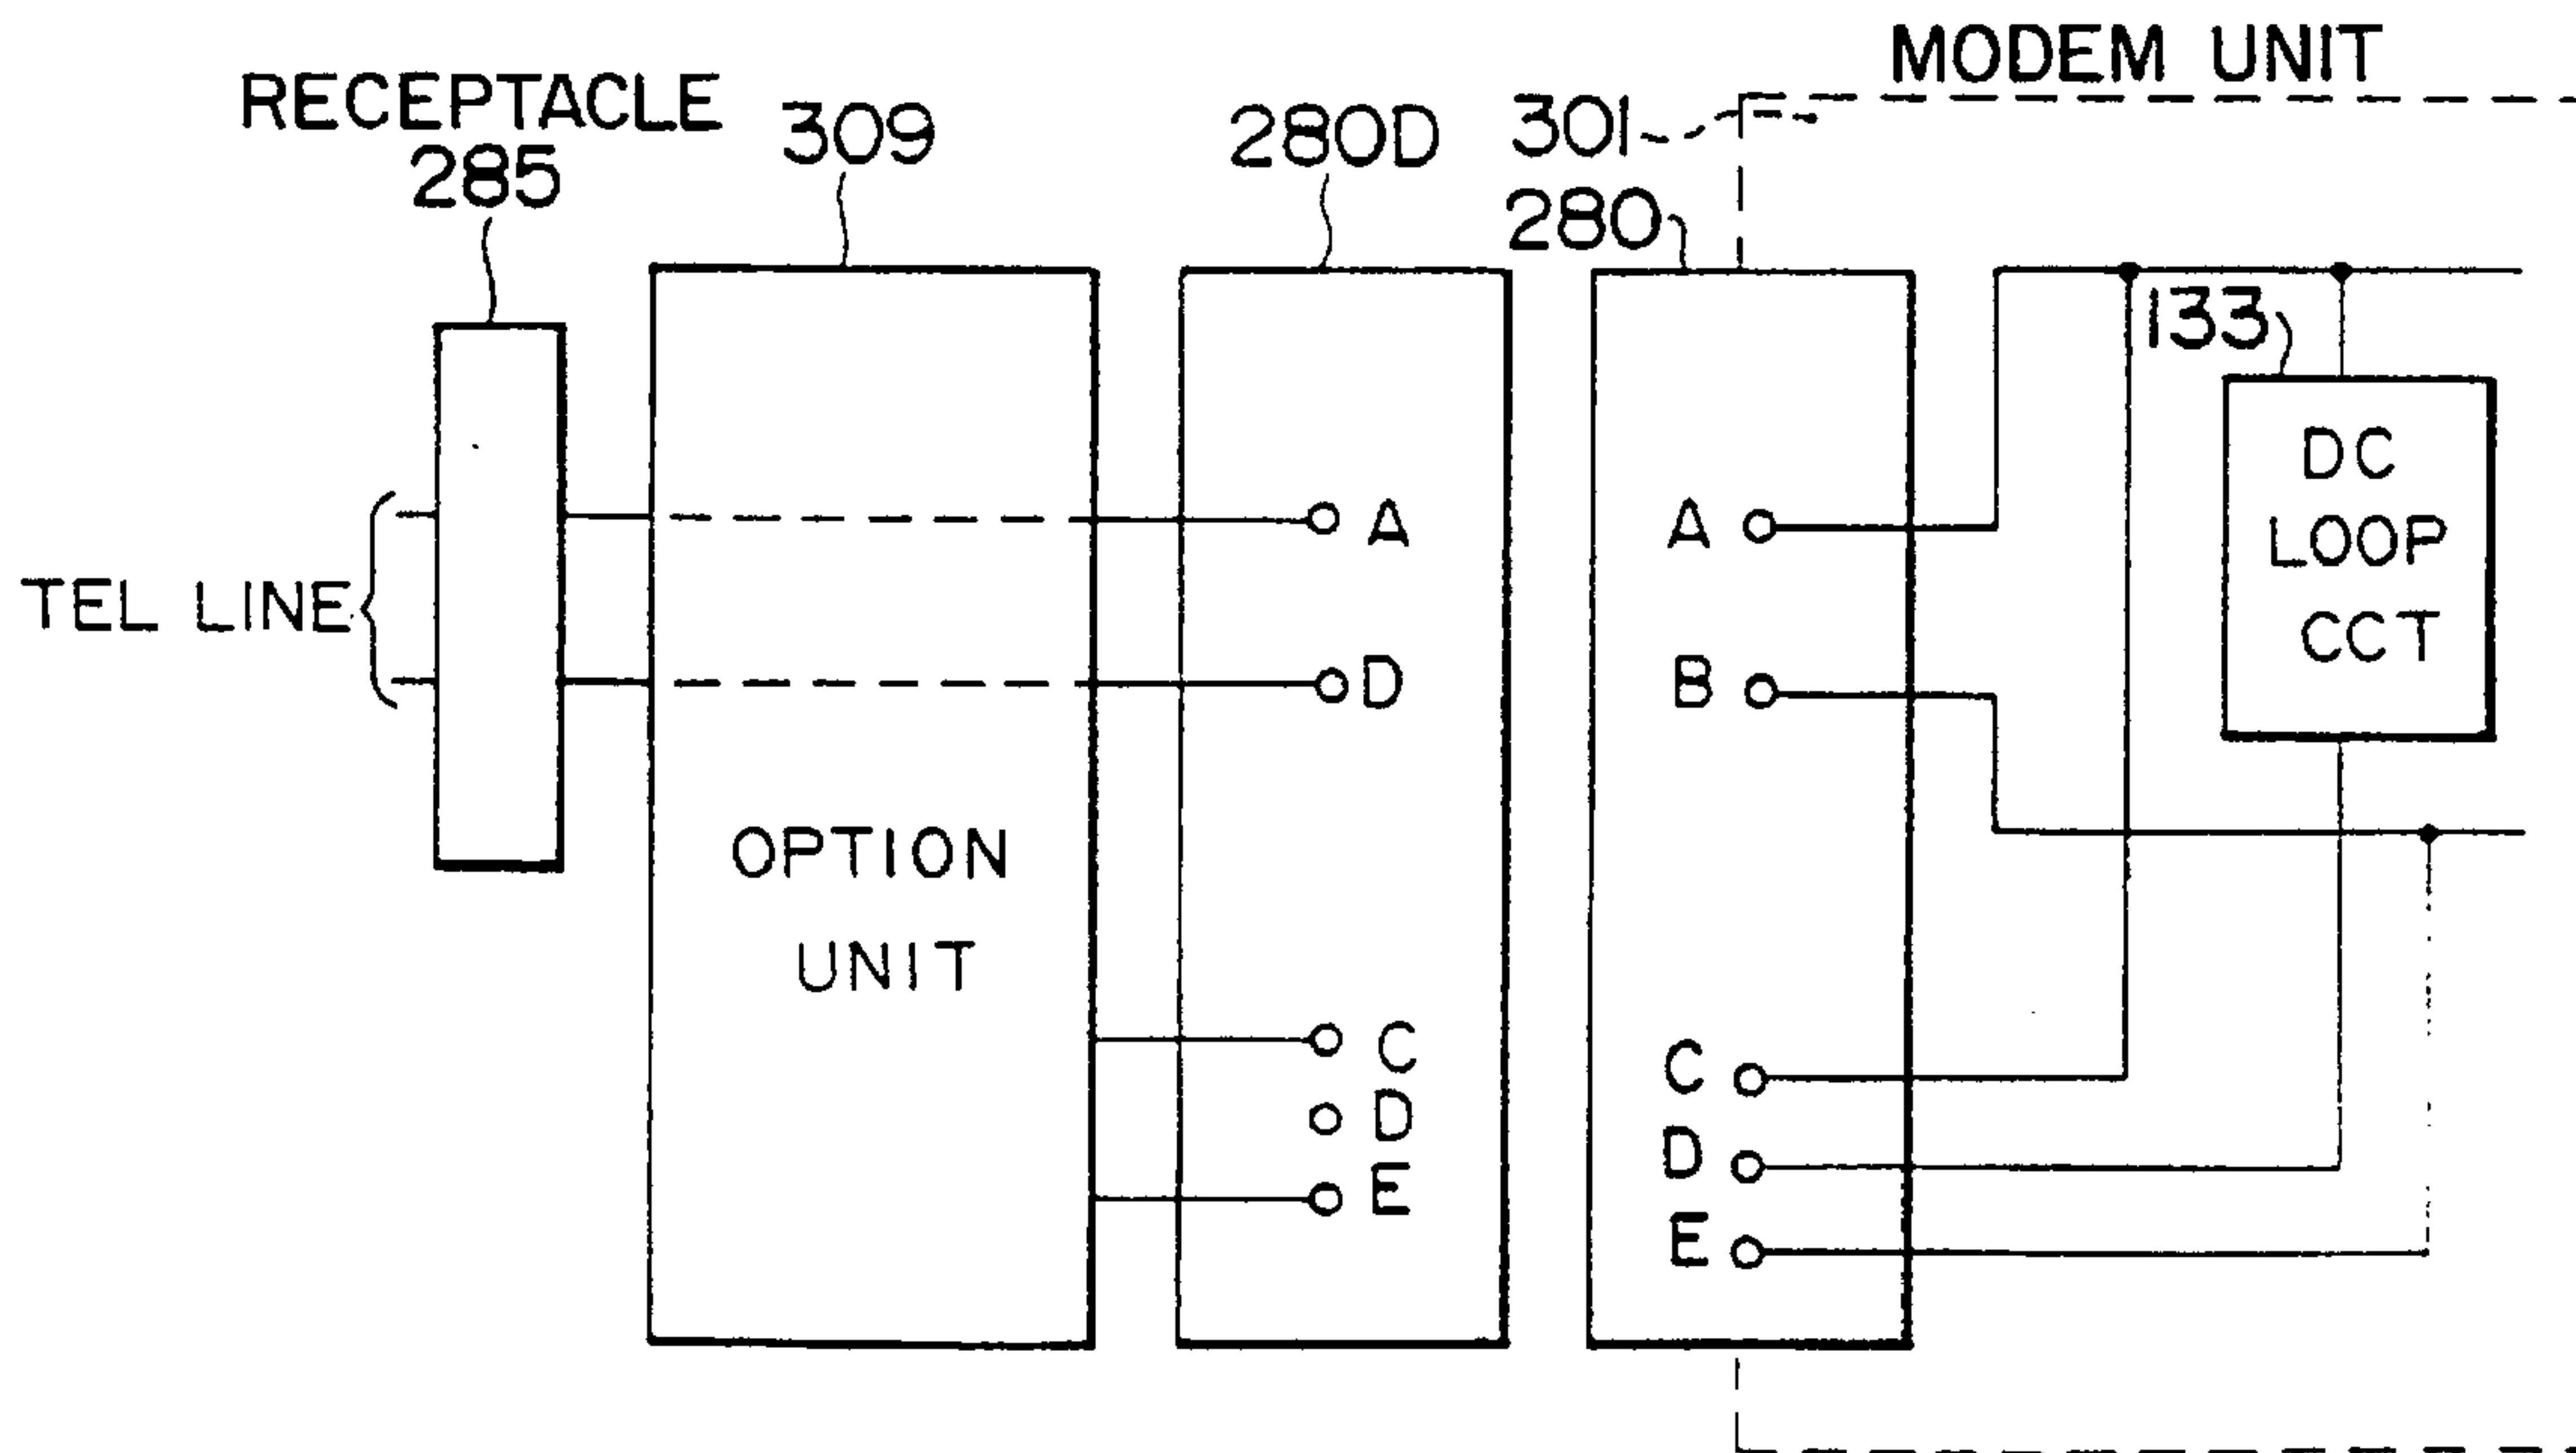 MODEM UNIT
RECEPTACLE
285
309
280D
301
280
133
DC
LOOP
CCT
TEL LINE
A
D
A
B
OPTION
UNIT
C
D
E
C
D
E